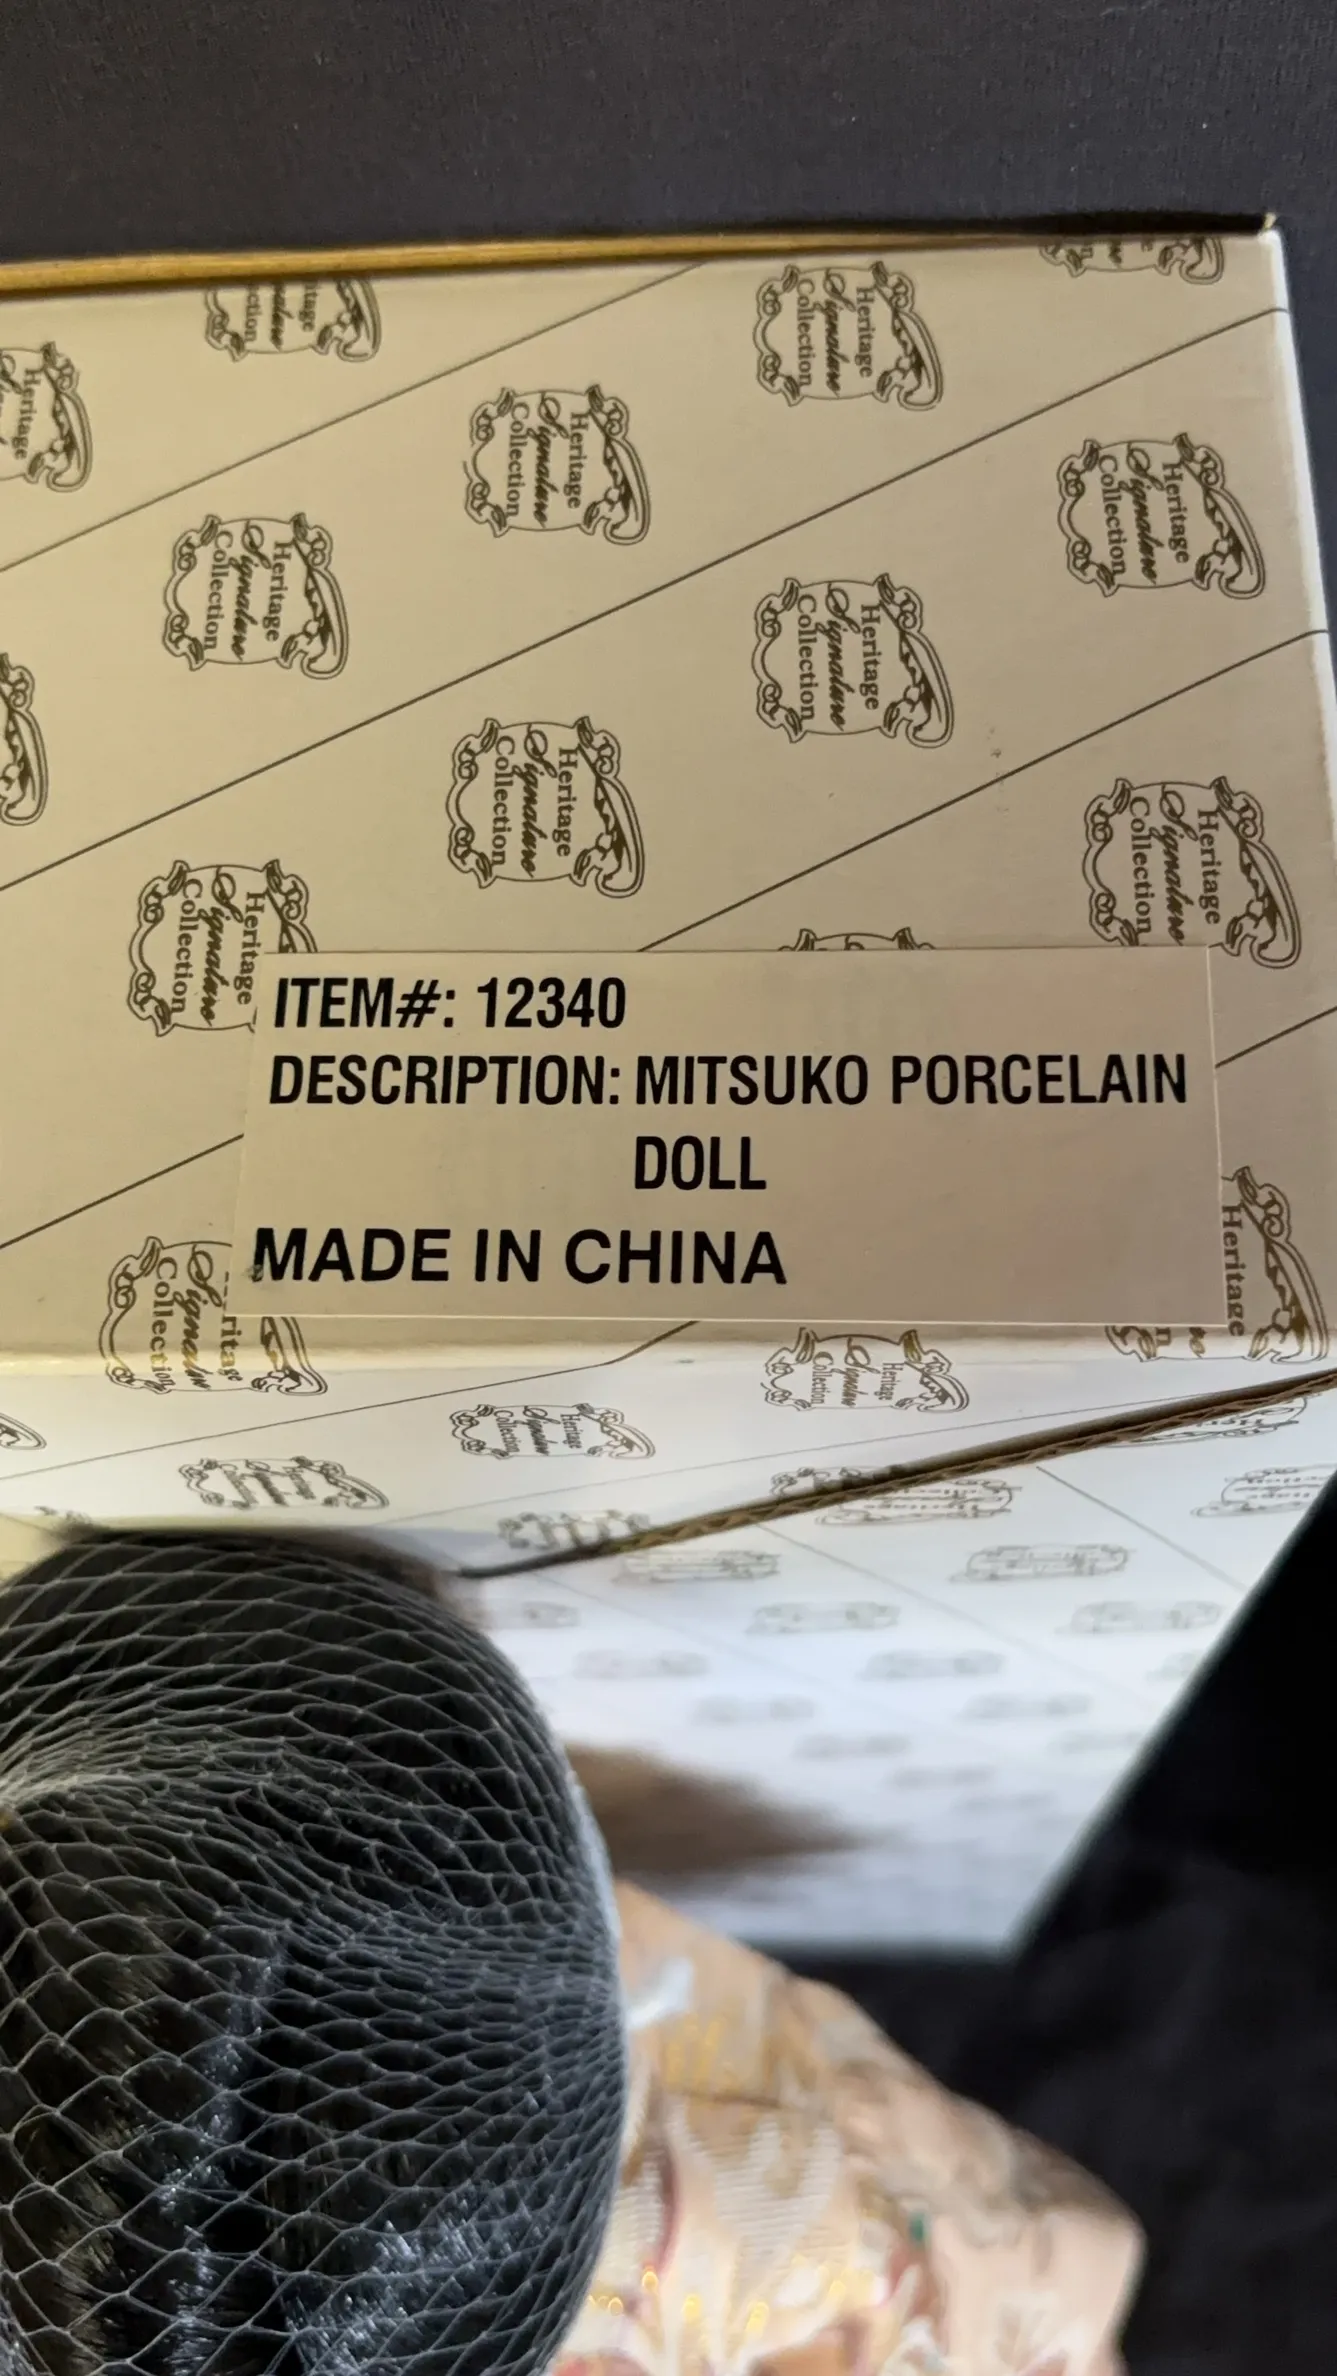 Heritage
Signature
Collection
ITEM#: 12340
DESCRIPTION: MITSUKO PORCELAIN
DOLL
MADE IN CHINA